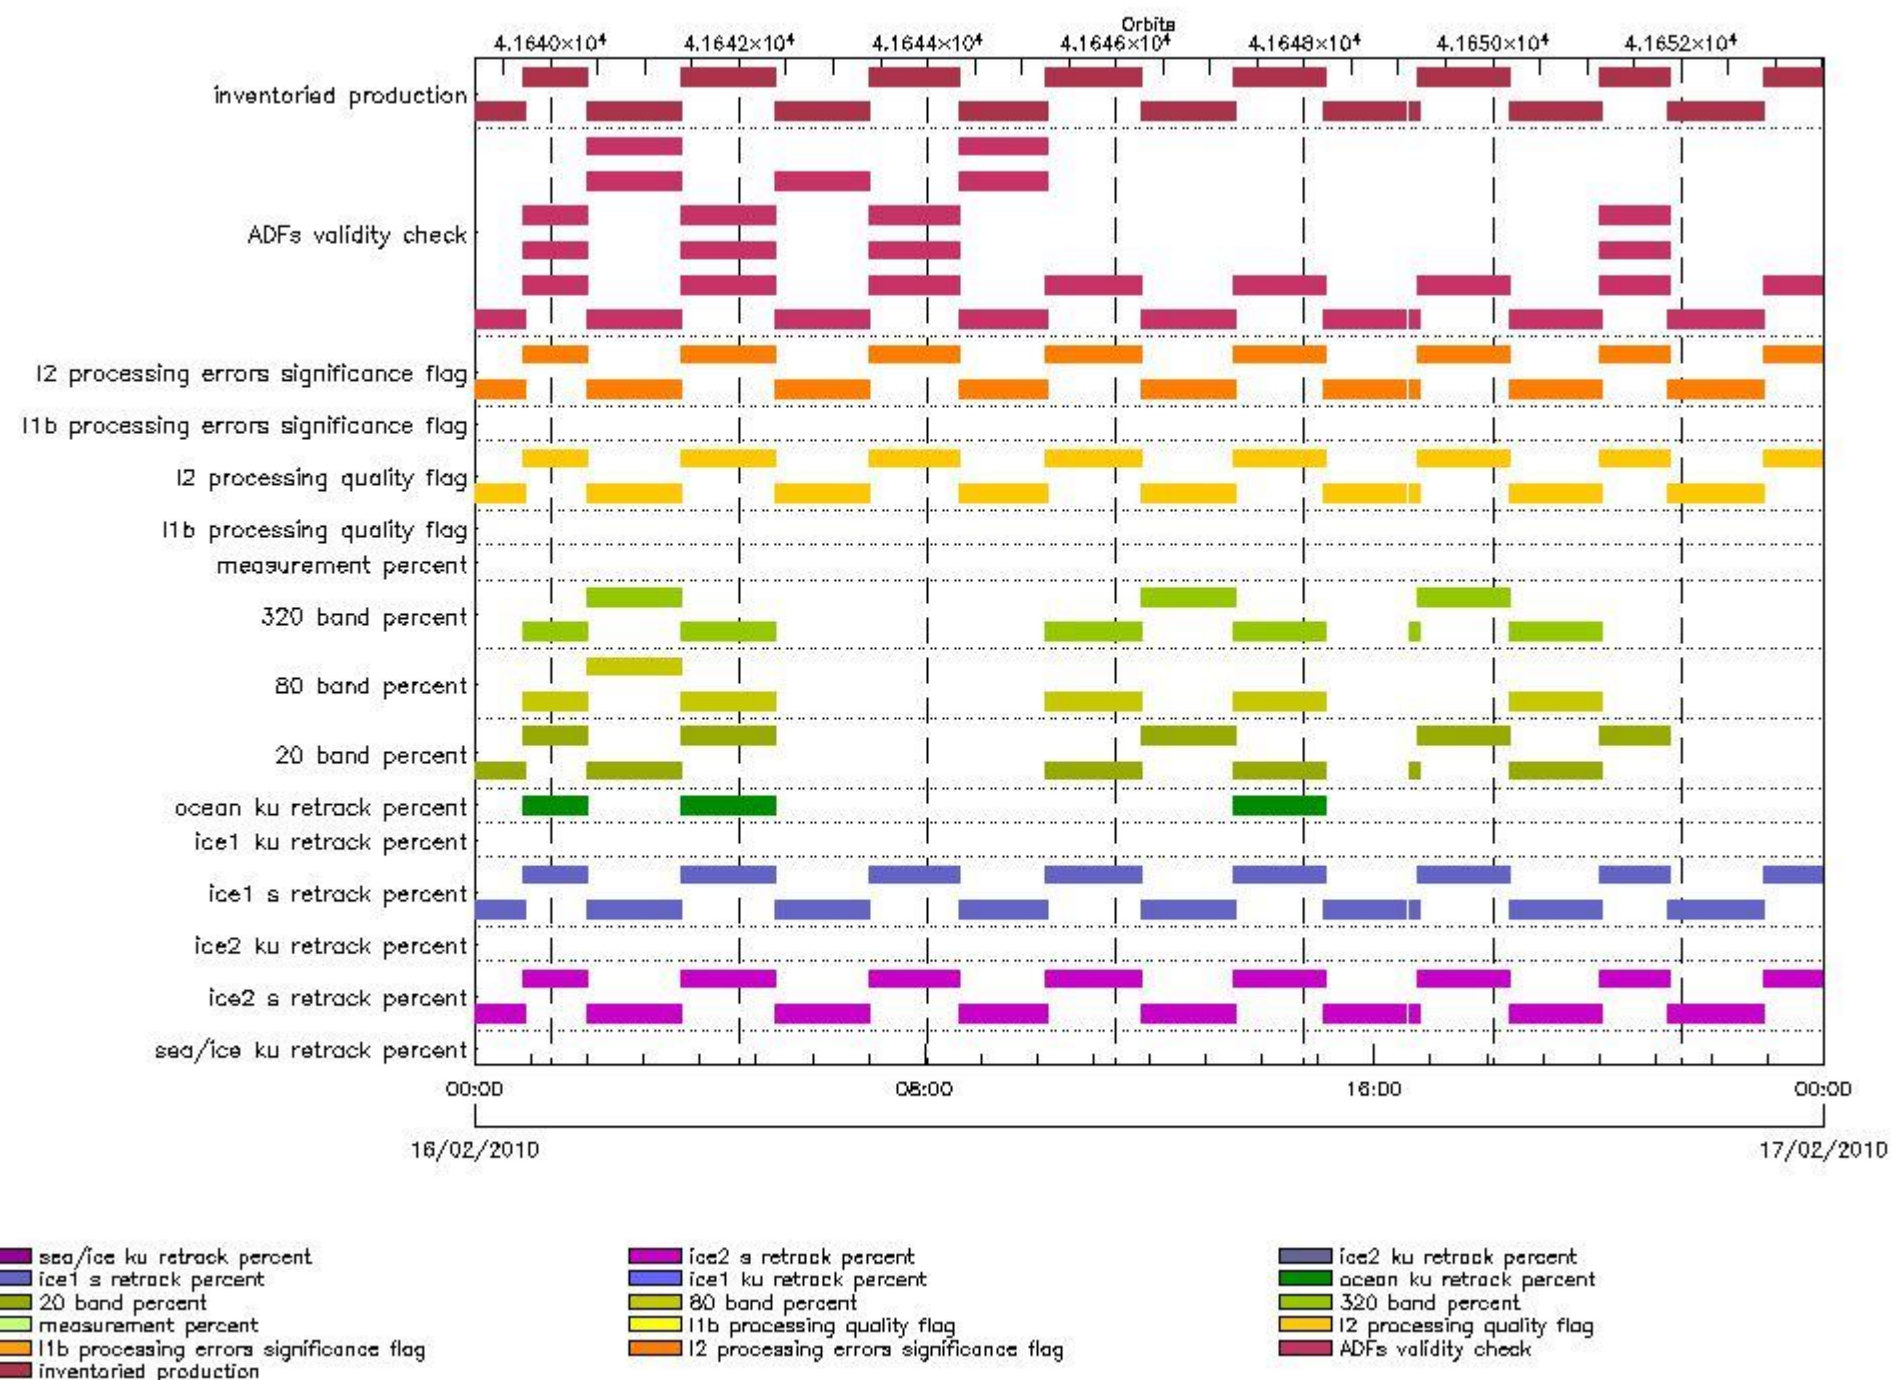 Orbits
4.1640×10⁴ 4.1642×10⁴ 4.1644×10⁴ 4.1646×10⁴ 4.1648×10⁴ 4.1650×10⁴ 4.1652×10⁴
inventoried production
ADFs validity check
l2 processing errors significance flag
l1b processing errors significance flag
l2 processing quality flag
l1b processing quality flag
measurement percent
320 band percent
80 band percent
20 band percent
ocean ku retrack percent
ice1 ku retrack percent
ice1 s retrack percent
ice2 ku retrack percent
ice2 s retrack percent
sea/ice ku retrack percent
00:00 08:00 16:00 00:00
16/02/2010 17/02/2010
sea/ice ku retrack percent ice2 s retrack percent ice2 ku retrack percent
ice1 s retrack percent ice1 ku retrack percent ocean ku retrack percent
20 band percent 80 band percent 320 band percent
measurement percent l1b processing quality flag l2 processing quality flag
l1b processing errors significance flag l2 processing errors significance flag ADFs validity check
inventoried production